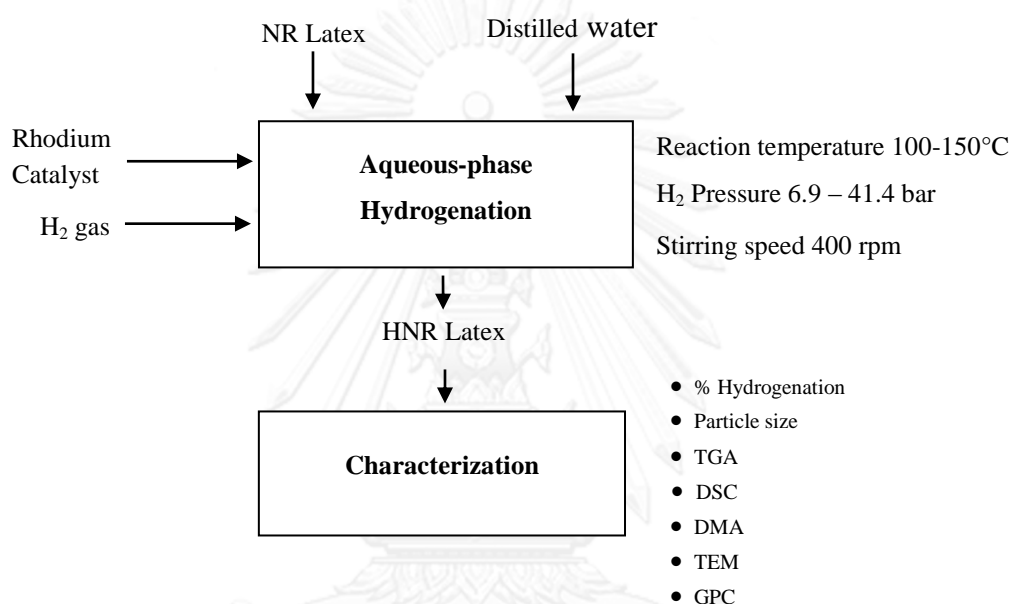 NR Latex
Distilled water
Rhodium
Catalyst
H₂ gas
Aqueous-phase
Hydrogenation
Reaction temperature 100-150°C
H₂ Pressure 6.9 – 41.4 bar
Stirring speed 400 rpm
HNR Latex
Characterization
• % Hydrogenation
• Particle size
• TGA
• DSC
• DMA
• TEM
• GPC